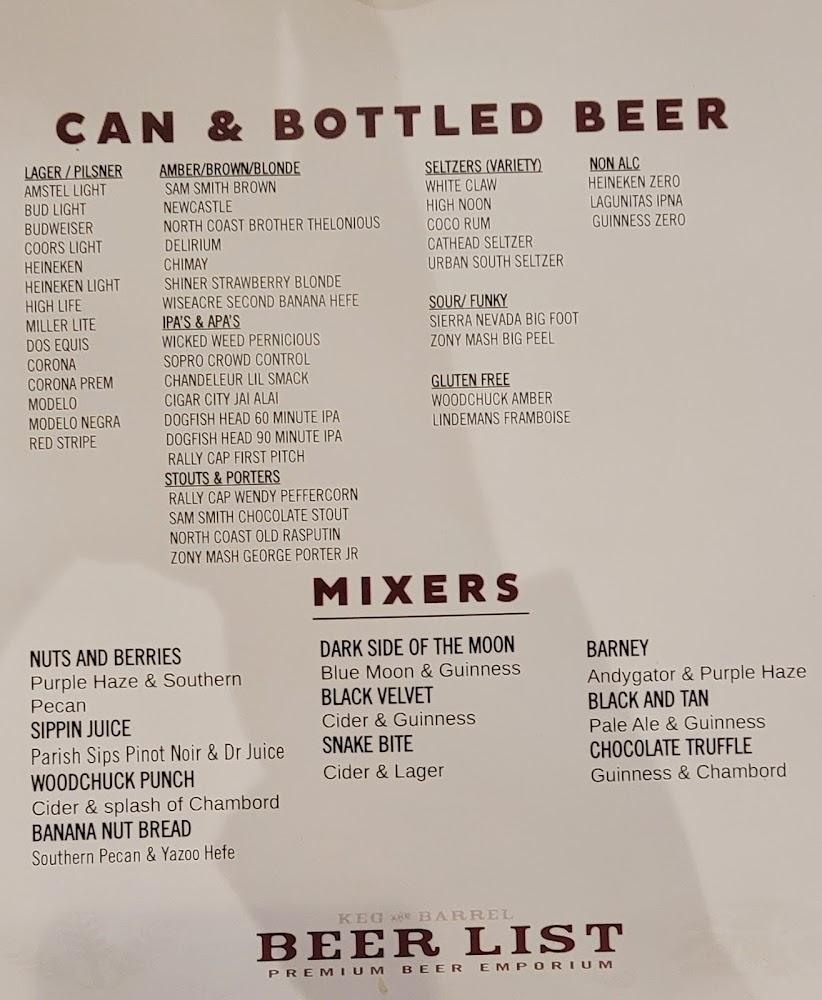 CAN & BOTTLED BEER
LAGER / PILSNER
AMSTEL LIGHT
BUD LIGHT
BUDWEISER
COORS LIGHT
HEINEKEN
HEINEKEN LIGHT
HIGH LIFE
MILLER LITE
DOS EQUIS
CORONA
CORONA PREM
MODELO
MODELO NEGRA
RED STRIPE
AMBER/BROWN/BLONDE
SAM SMITH BROWN
NEWCASTLE
NORTH COAST BROTHER THELONIOUS
DELIRIUM
CHIMAY
SHINER STRAWBERRY BLONDE
WISEACRE SECOND BANANA HEFE
IPA'S & APA'S
WICKED WEED PERNICIOUS
SOPRO CROWD CONTROL
CHANDELEUR LIL SMACK
CIGAR CITY JAI ALAI
DOGFISH HEAD 60 MINUTE IPA
DOGFISH HEAD 90 MINUTE IPA
RALLY CAP FIRST PITCH
STOUTS & PORTERS
RALLY CAP WENDY PEFFERCORN
SAM SMITH CHOCOLATE STOUT
NORTH COAST OLD RASPUTIN
ZONY MASH GEORGE PORTER JR
SELTZERS (VARIETY)
WHITE CLAW
HIGH NOON
COCO RUM
CATHEAD SELTZER
URBAN SOUTH SELTZER
SOUR/ FUNKY
SIERRA NEVADA BIG FOOT
ZONY MASH BIG PEEL
GLUTEN FREE
WOODCHUCK AMBER
LINDEMANS FRAMBOISE
NON ALC
HEINEKEN ZERO
LAGUNITAS IPNA
GUINNESS ZERO
MIXERS
NUTS AND BERRIES
Purple Haze & Southern
Pecan
SIPPIN JUICE
Parish Sips Pinot Noir & Dr Juice
WOODCHUCK PUNCH
Cider & splash of Chambord
BANANA NUT BREAD
Southern Pecan & Yazoo Hefe
DARK SIDE OF THE MOON
Blue Moon & Guinness
BLACK VELVET
Cider & Guinness
SNAKE BITE
Cider & Lager
BARNEY
Andygator & Purple Haze
BLACK AND TAN
Pale Ale & Guinness
CHOCOLATE TRUFFLE
Guinness & Chambord
KEG AND BARREL
BEER LIST
PREMIUM BEER EMPORIUM